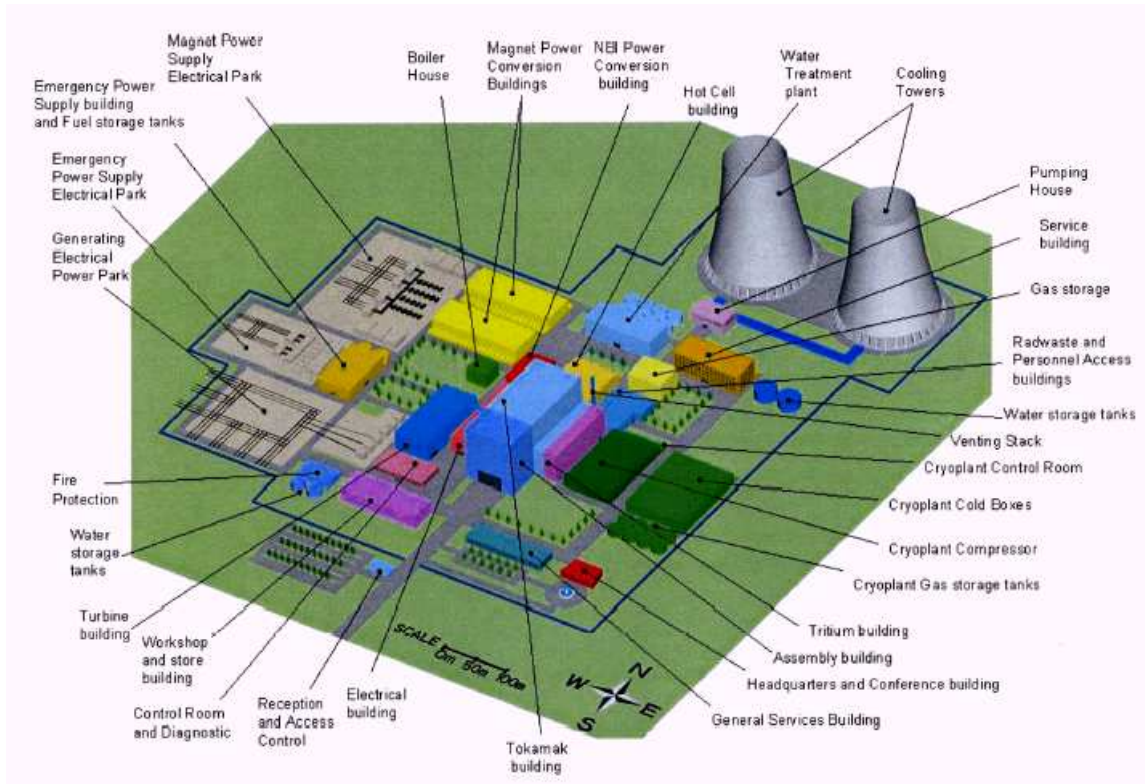 Magnet Power
Supply
Electrical Park
Boiler
House
Magnet Power
Conversion
Buildings
NBI Power
Conversion
building
Water
Treatment
plant
Cooling
Towers
Emergency Power
Supply building
and Fuel storage tanks
Hot Cell
building
Emergency
Power Supply
Electrical Park
Pumping
House
Generating
Electrical
Power Park
Service
building
Gas storage
Radwaste and
Personnel Access
buildings
Water storage tanks
Venting Stack
Cryoplant Control Room
Fire
Protection
Cryoplant Cold Boxes
Water
storage
tanks
Cryoplant Compressor
Cryoplant Gas storage tanks
Turbine
building
Tritium building
Workshop
and store
building
Assembly building
Headquarters and Conference building
Control Room
and Diagnostic
Reception
and Access
Control
Electrical
building
General Services Building
Tokamak
building
SCALE
0m 50m 100m
N
W
E
S